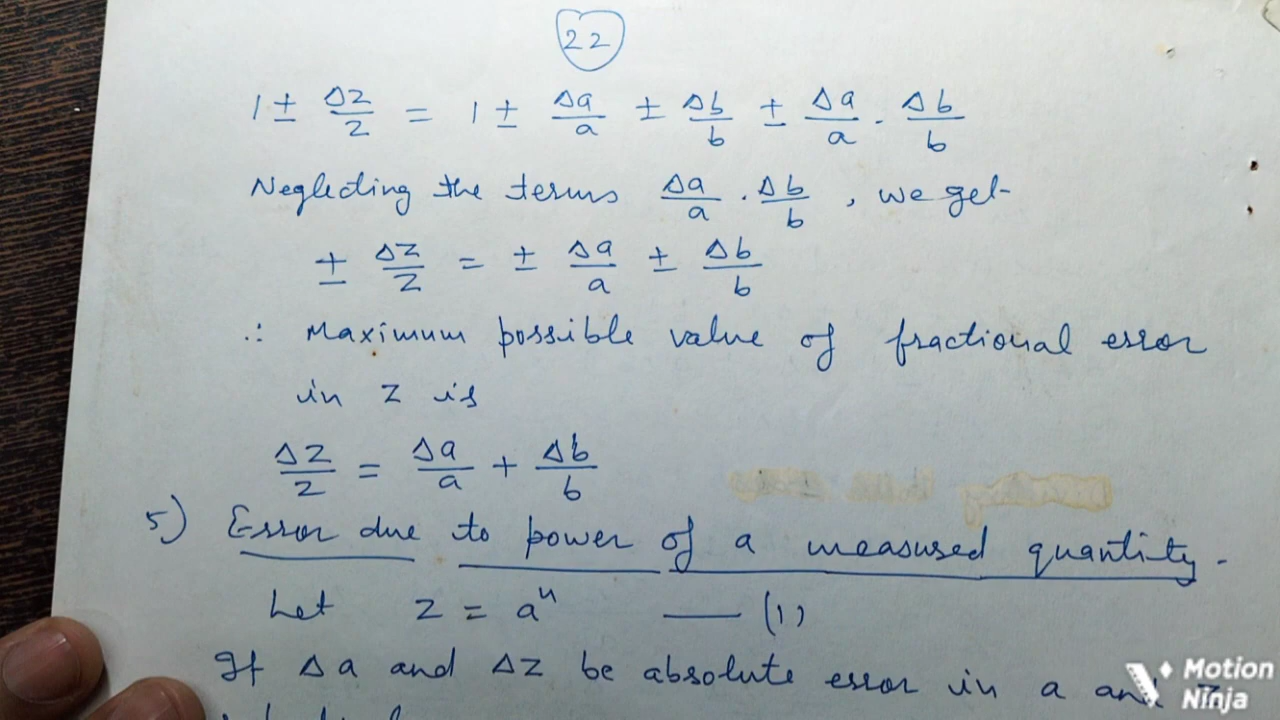 22
1 ± Δz/z = 1 ± Δa/a ± Δb/b ± Δa/a . Δb/b
Neglecting the terms Δa/a . Δb/b , we get
± Δz/z = ± Δa/a ± Δb/b
∴ Maximum possible value of fractional error
in z is
Δz/z = Δa/a + Δb/b
5) Error due to power of a measured quantity.
Let z = aⁿ —— (1)
If Δa and Δz be absolute error in a and z
Motion
Ninja